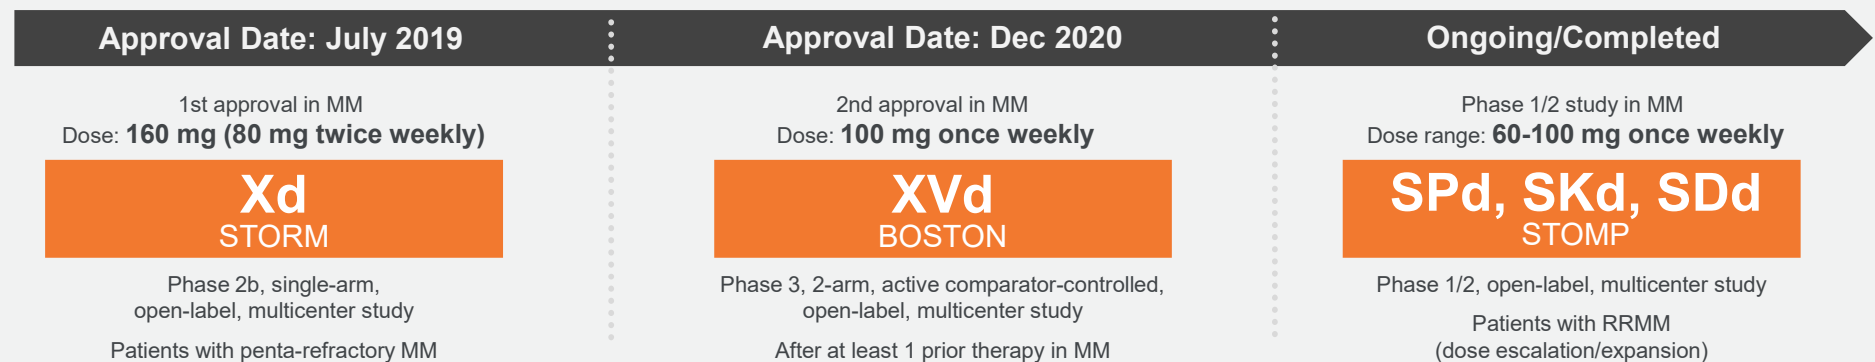 Approval Date: July 2019
1st approval in MM
Dose: 160 mg (80 mg twice weekly)
Xd
STORM
Phase 2b, single-arm,
open-label, multicenter study
Patients with penta-refractory MM
Approval Date: Dec 2020
2nd approval in MM
Dose: 100 mg once weekly
XVd
BOSTON
Phase 3, 2-arm, active comparator-controlled,
open-label, multicenter study
After at least 1 prior therapy in MM
Ongoing/Completed
Phase 1/2 study in MM
Dose range: 60-100 mg once weekly
SPd, SKd, SDd
STOMP
Phase 1/2, open-label, multicenter study
Patients with RRMM
(dose escalation/expansion)